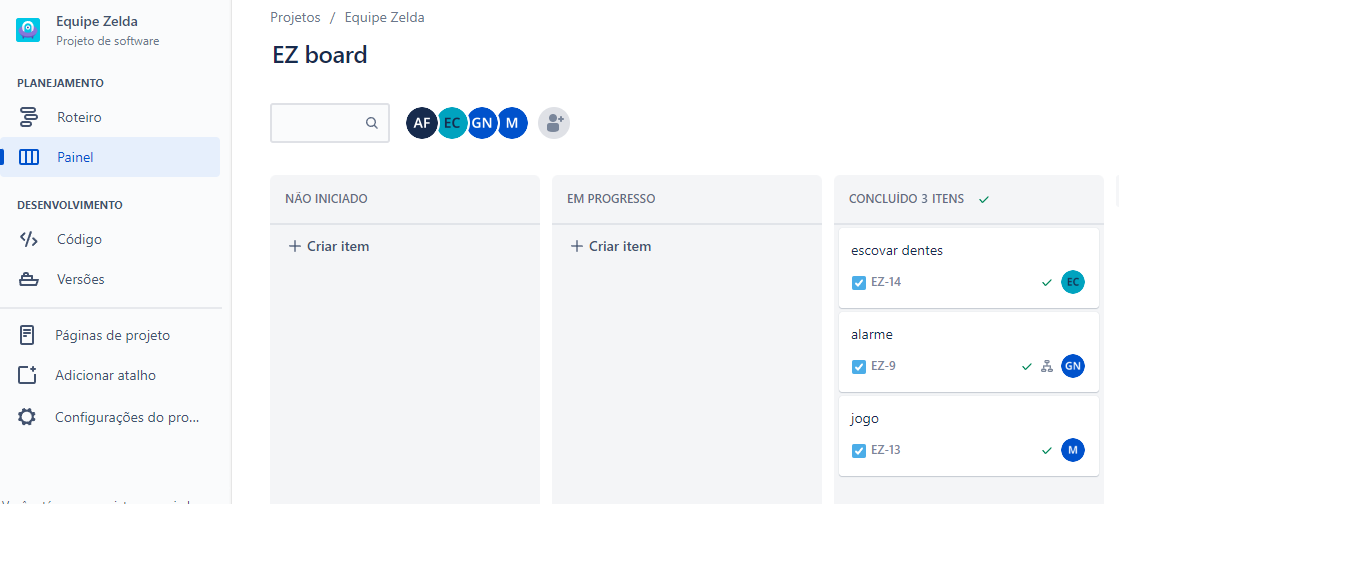 Equipe Zelda
Projeto de software
PLANEJAMENTO
Roteiro
Painel
DESENVOLVIMENTO
Código
Versões
Páginas de projeto
Adicionar atalho
Configurações do pro...
Projetos / Equipe Zelda
EZ board
AF EC GN M
NÃO INICIADO
+ Criar item
EM PROGRESSO
+ Criar item
CONCLUÍDO 3 ITENS
escovar dentes
EZ-14 EC
alarme
EZ-9 GN
jogo
EZ-13 M